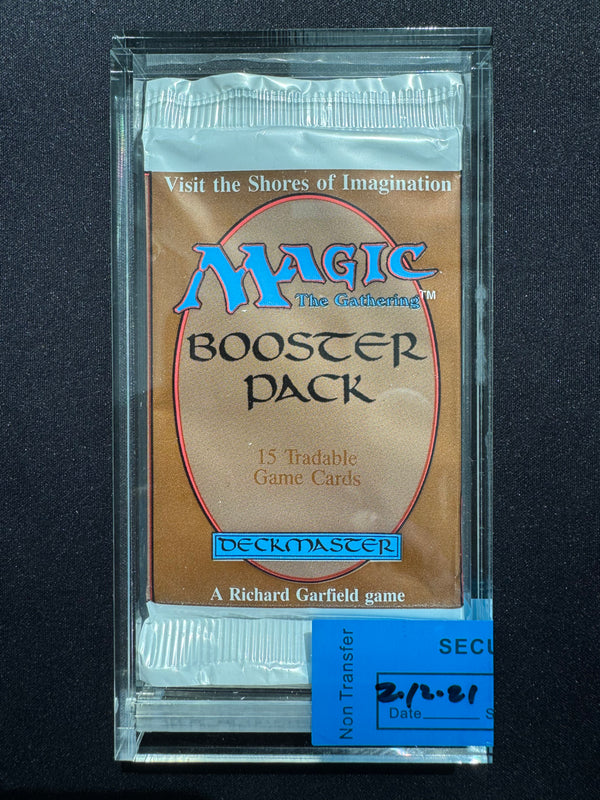 Visit the Shores of Imagination
MAGIC
The Gathering™
BOOSTER
PACK
15 Tradable
Game Cards
DECKMASTER
A Richard Garfield game
Non Transfer
SECU
2.12.21
Date
S